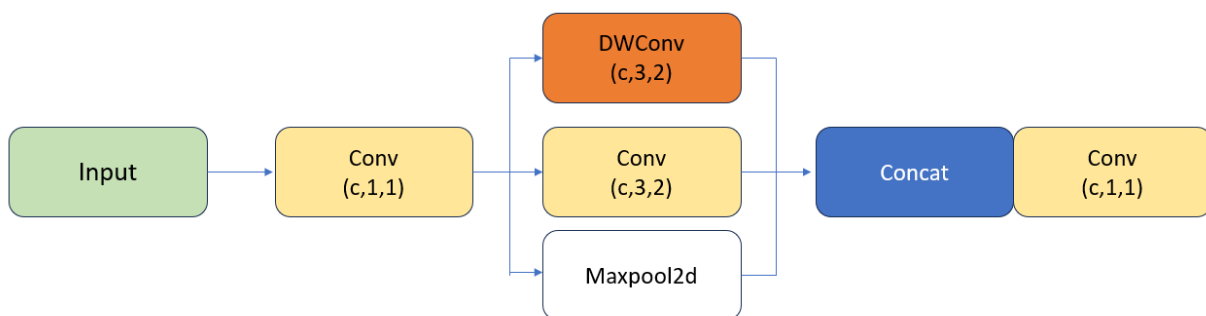 Input
Conv
(c,1,1)
DWConv
(c,3,2)
Conv
(c,3,2)
Maxpool2d
Concat
Conv
(c,1,1)